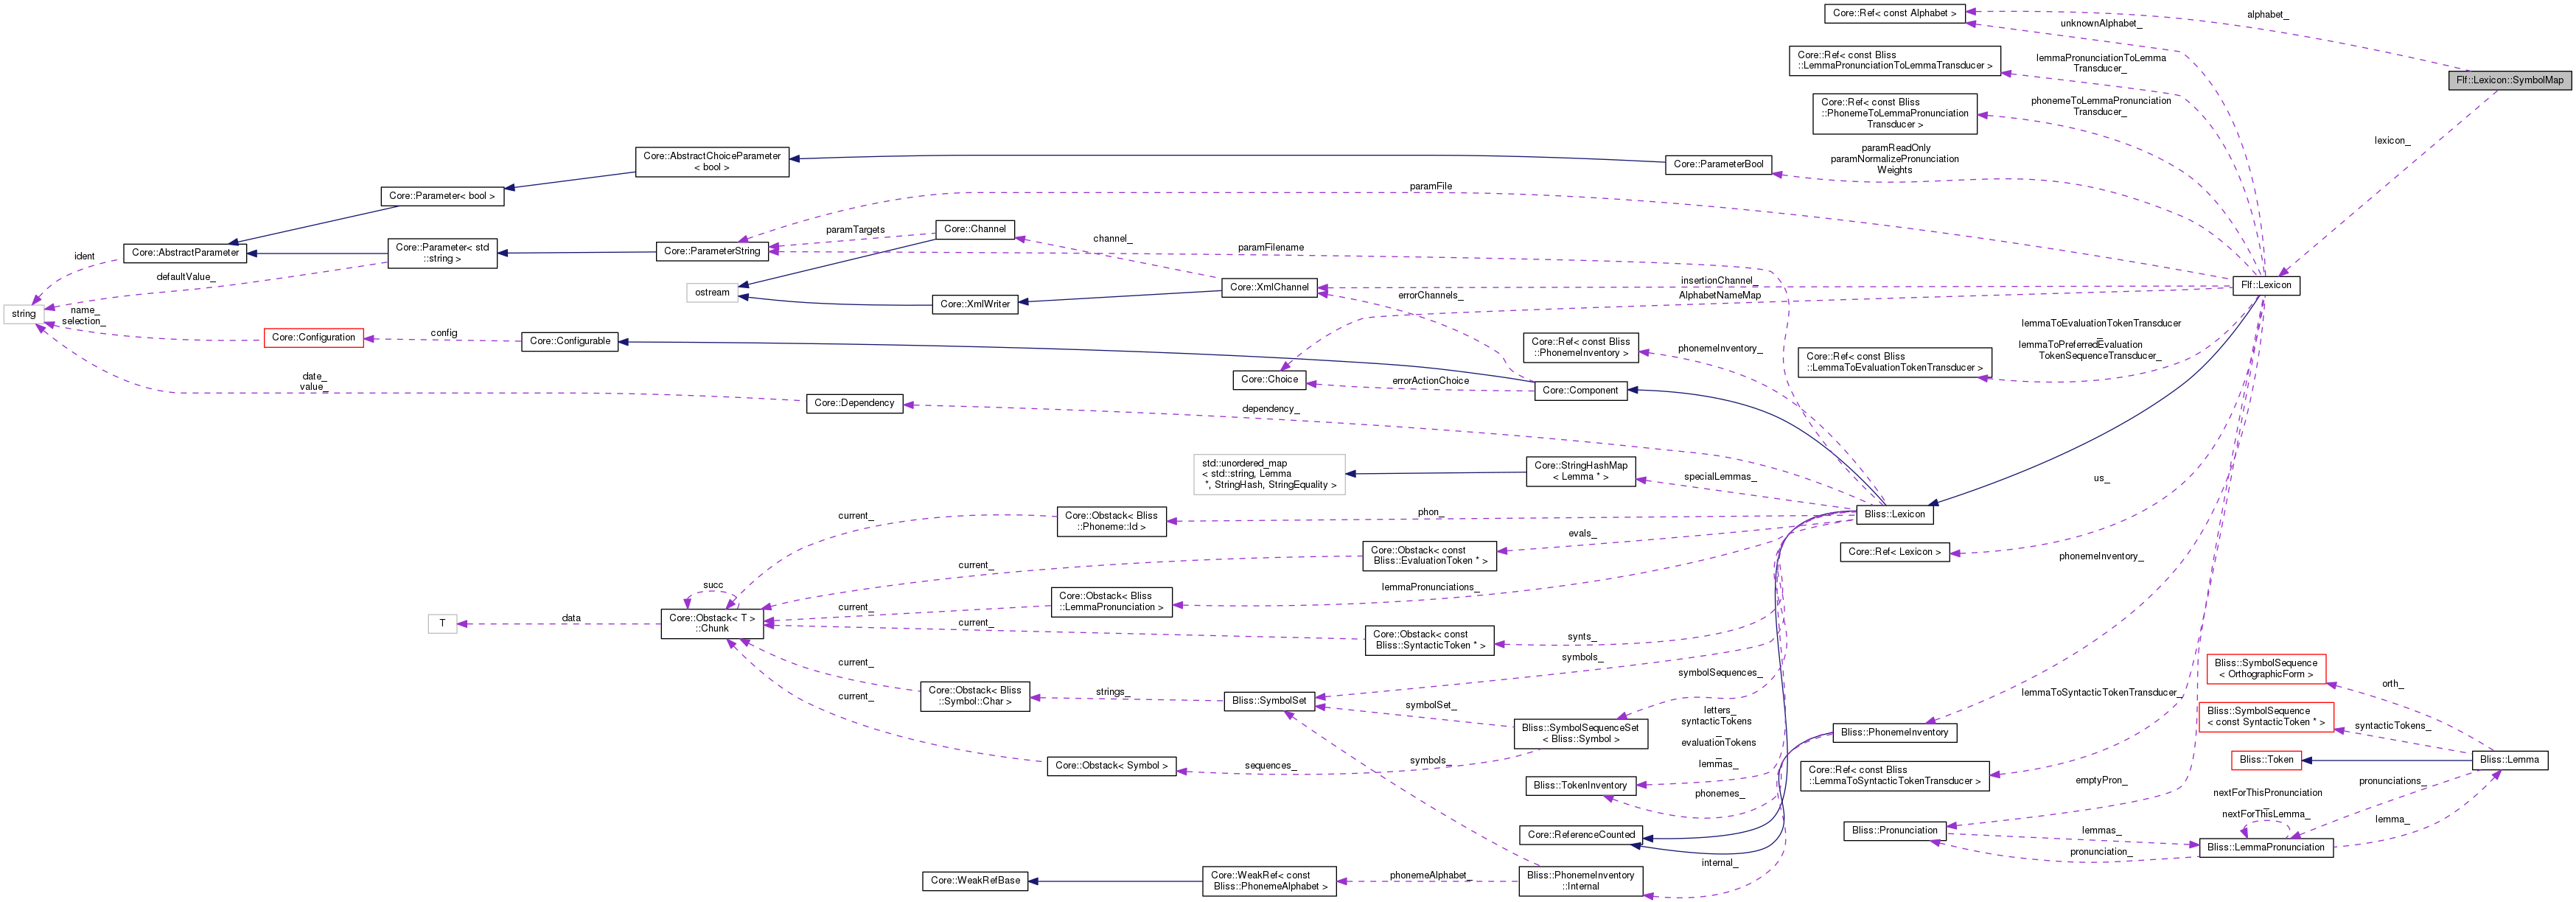 Core::Ref< const Alphabet >
alphabet_
unknownAlphabet_
Core::Ref< const Bliss
::LemmaPronunciationToLemmaTransducer >
lemmaPronunciationToLemma
Transducer_
Flf::Lexicon::SymbolMap
Core::Ref< const Bliss
::PhonemeToLemmaPronunciation
Transducer >
phonemeToLemmaPronunciation
Transducer_
lexicon_
Core::AbstractChoiceParameter
< bool >
Core::ParameterBool
paramReadOnly
paramNormalizePronunciation
Weights
Core::Parameter< bool >
paramFile
Core::Channel
paramTargets
channel_
Core::AbstractParameter
Core::Parameter< std
::string >
Core::ParameterString
paramFilename
ident
defaultValue_
ostream
Core::XmlWriter
Core::XmlChannel
errorChannels_
insertionChannel_
AlphabetNameMap
Flf::Lexicon
string
name_
selection_
Core::Configuration
config
Core::Configurable
Core::Ref< const Bliss
::PhonemeInventory >
phonemeInventory_
lemmaToEvaluationTokenTransducer
_
lemmaToPreferredEvaluation
TokenSequenceTransducer_
Core::Ref< const Bliss
::LemmaToEvaluationTokenTransducer >
Core::Choice
errorActionChoice
Core::Component
date_
value_
Core::Dependency
dependency_
std::unordered_map
< std::string, Lemma
*, StringHash, StringEquality >
Core::StringHashMap
< Lemma * >
specialLemmas_
us_
Bliss::Lexicon
current_
Core::Obstack< Bliss
::Phoneme::Id >
phon_
evals_
Core::Obstack< const
Bliss::EvaluationToken * >
current_
Core::Ref< Lexicon >
phonemeInventory_
succ
Core::Obstack< Bliss
::LemmaPronunciation >
lemmaPronunciations_
current_
T
data
Core::Obstack< T >
::Chunk
current_
Core::Obstack< const
Bliss::SyntacticToken * >
synts_
symbols_
current_
Core::Obstack< Bliss
::Symbol::Char >
strings_
Bliss::SymbolSet
symbolSequences_
symbolSet_
current_
Bliss::SymbolSequenceSet
< Bliss::Symbol >
letters_
syntacticTokens
_
evaluationTokens
_
lemmas_
lemmaToSyntacticTokenTransducer_
Bliss::PhonemeInventory
Bliss::SymbolSequence
< OrthographicForm >
orth_
Bliss::SymbolSequence
< const SyntacticToken * >
syntacticTokens_
Core::Obstack< Symbol >
sequences_
symbols_
Bliss::TokenInventory
phonemes_
Core::Ref< const Bliss
::LemmaToSyntacticTokenTransducer >
emptyPron_
Bliss::Token
Bliss::Lemma
pronunciations_
nextForThisPronunciation
_
nextForThisLemma_
lemma_
Core::ReferenceCounted
Bliss::Pronunciation
lemmas_
pronunciation_
Bliss::LemmaPronunciation
internal_
Core::WeakRefBase
Core::WeakRef< const
Bliss::PhonemeAlphabet >
phonemeAlphabet_
Bliss::PhonemeInventory
::Internal